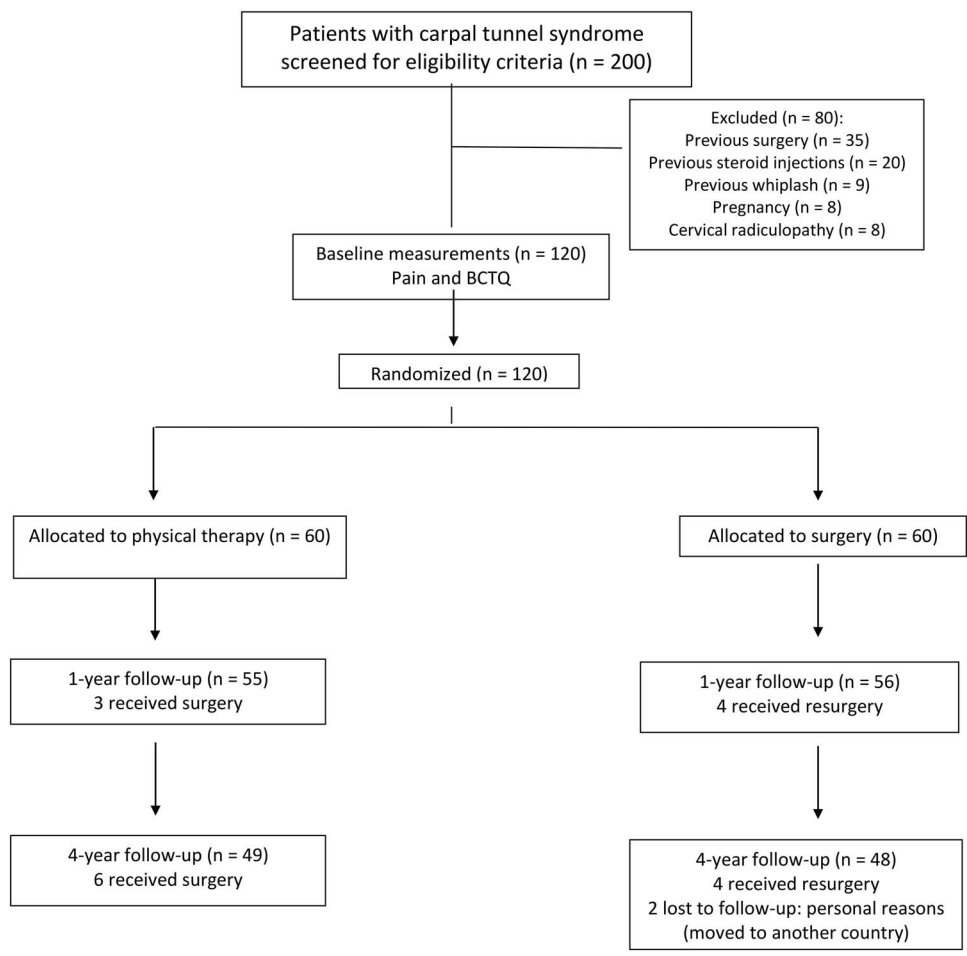 Patients with carpal tunnel syndrome
screened for eligibility criteria (n = 200)
Excluded (n = 80):
Previous surgery (n = 35)
Previous steroid injections (n = 20)
Previous whiplash (n = 9)
Pregnancy (n = 8)
Cervical radiculopathy (n = 8)
Baseline measurements (n = 120)
Pain and BCTQ
Randomized (n = 120)
Allocated to physical therapy (n = 60)
Allocated to surgery (n = 60)
1-year follow-up (n = 55)
3 received surgery
1-year follow-up (n = 56)
4 received resurgery
4-year follow-up (n = 49)
6 received surgery
4-year follow-up (n = 48)
4 received resurgery
2 lost to follow-up: personal reasons
(moved to another country)